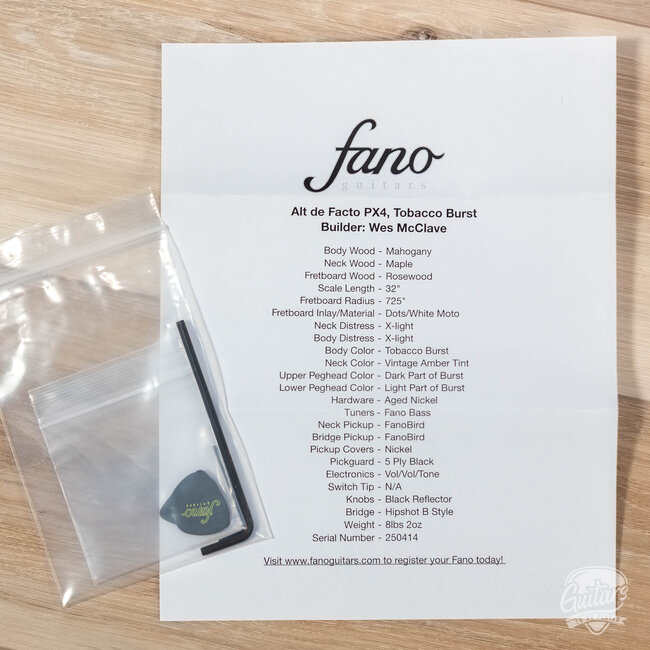 fano
guitars
Alt de Facto PX4, Tobacco Burst
Builder: Wes McClave
Body Wood - Mahogany
Neck Wood - Maple
Fretboard Wood - Rosewood
Scale Length - 32"
Fretboard Radius - 725"
Fretboard Inlay/Material - Dots/White Moto
Neck Distress - X-light
Body Distress - X-light
Body Color - Tobacco Burst
Neck Color - Vintage Amber Tint
Upper Peghead Color - Dark Part of Burst
Lower Peghead Color - Light Part of Burst
Hardware - Aged Nickel
Tuners - Fano Bass
Neck Pickup - FanoBird
Bridge Pickup - FanoBird
Pickup Covers - Nickel
Pickguard - 5 Ply Black
Electronics - Vol/Vol/Tone
Switch Tip - N/A
Knobs - Black Reflector
Bridge - Hipshot B Style
Weight - 8lbs 2oz
Serial Number - 250414
Visit www.fanoguitars.com to register your Fano today!
fano
guitars
Guitars